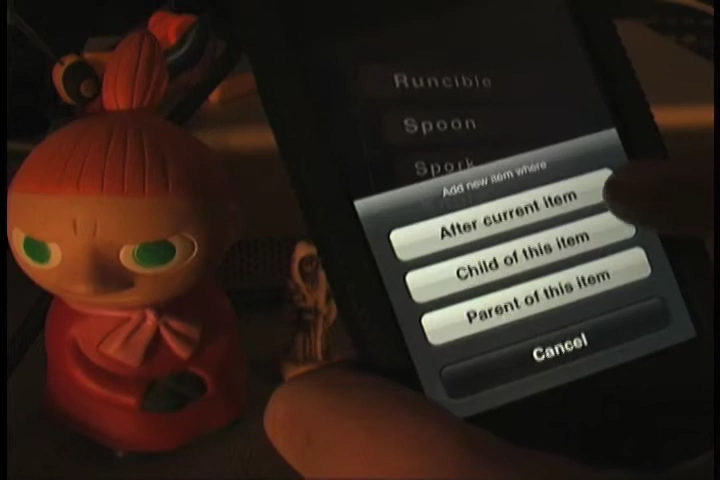 Runcible
Spoon
Spork
Add new item where
After current item
Child of this item
Parent of this item
Cancel